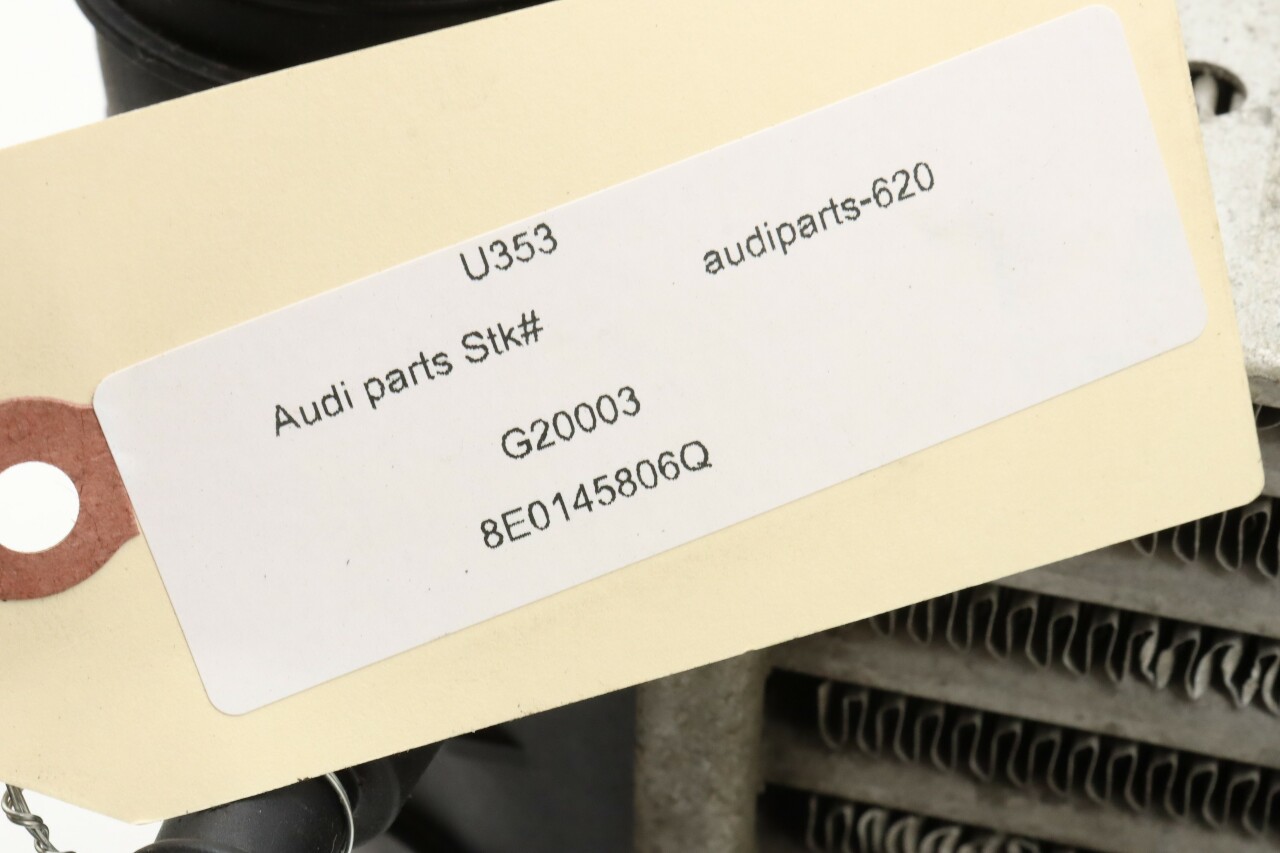 U353 audiparts-620
Audi parts Stk#
G20003
8E0145806Q